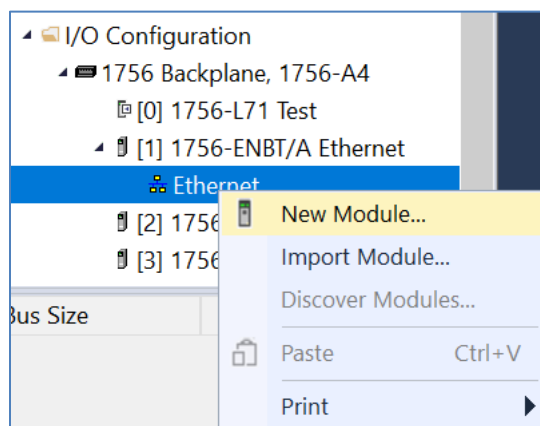 I/O Configuration
1756 Backplane, 1756-A4
[0] 1756-L71 Test
[1] 1756-ENBT/A Ethernet
Ethernet
[2] 1756
[3] 1756
Bus Size
New Module...
Import Module...
Discover Modules...
Paste Ctrl+V
Print